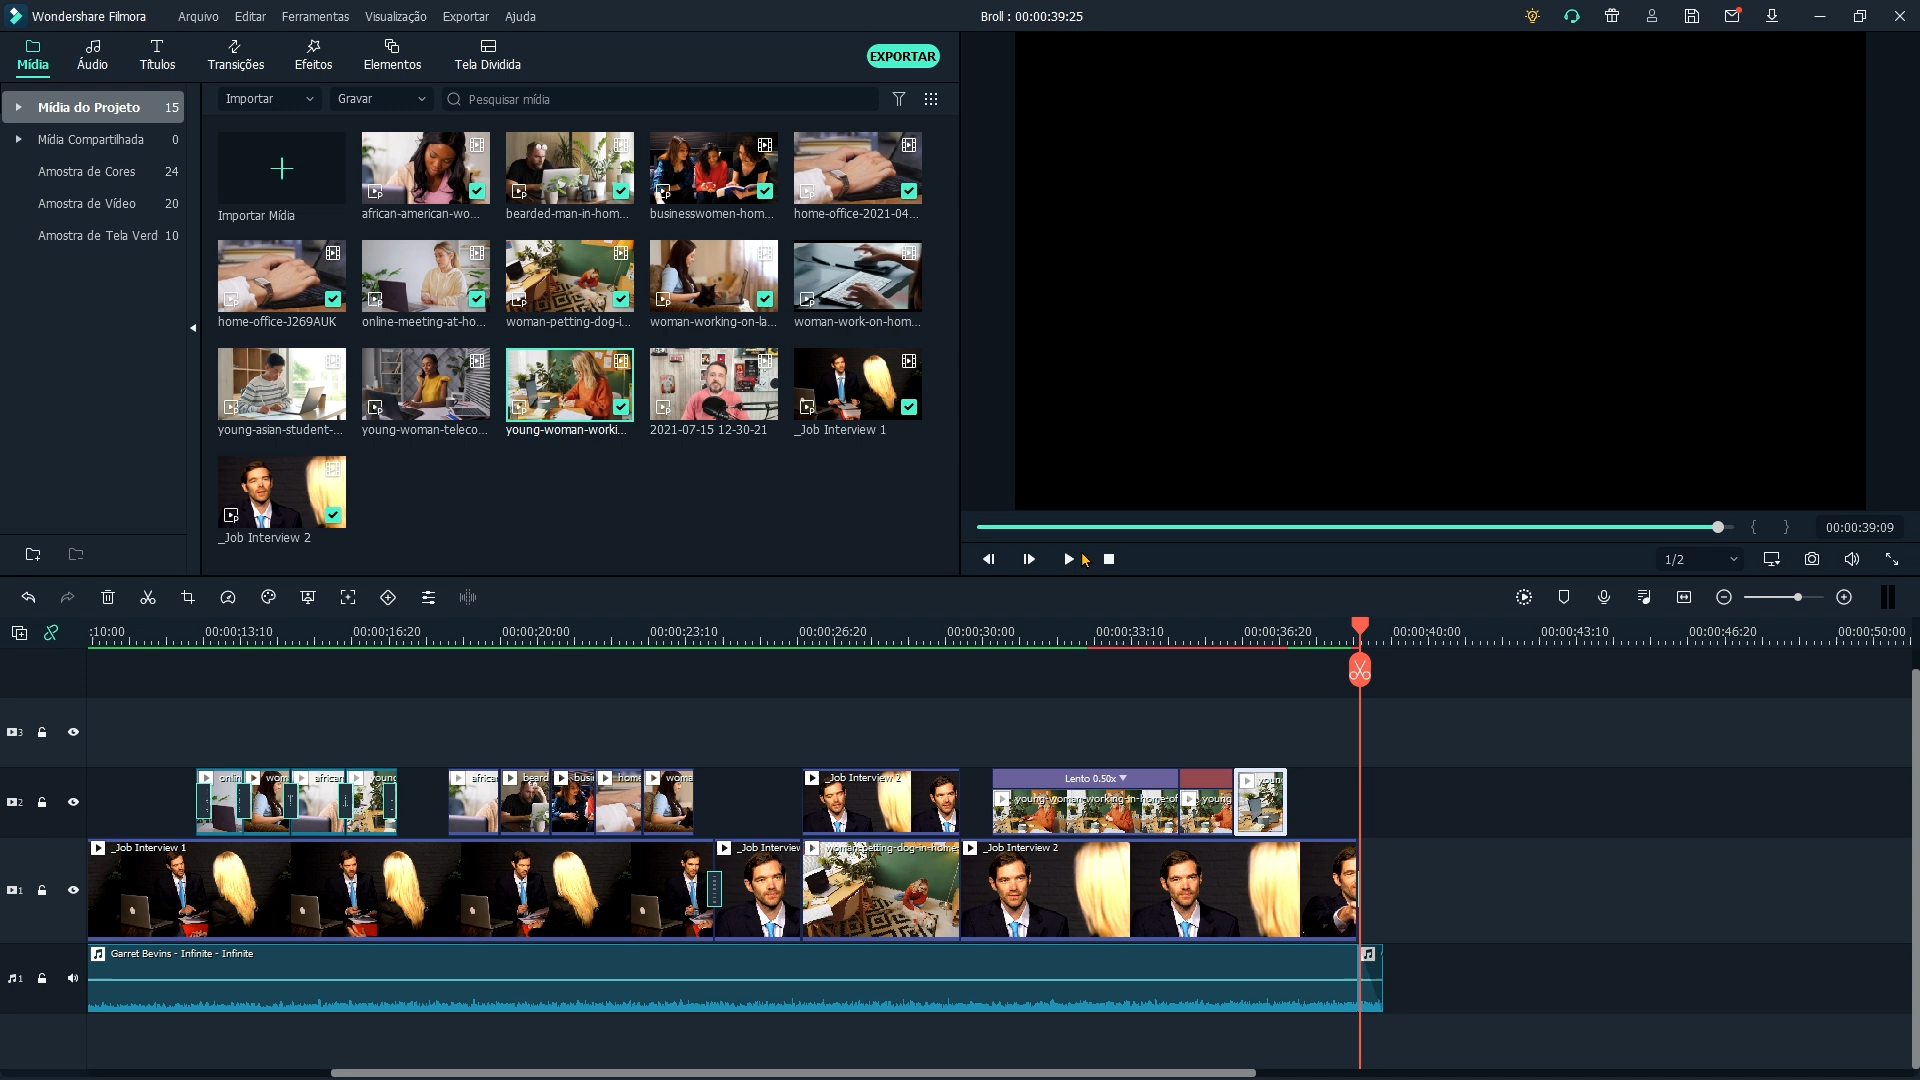 Wondershare Filmora
Arquivo Editar Ferramentas Visualização Exportar Ajuda
Broll : 00:00:39:25
Mídia Áudio Títulos Transições Efeitos Elementos Tela Dividida
EXPORTAR
Mídia do Projeto 15
Mídia Compartilhada 0
Amostra de Cores 24
Amostra de Vídeo 20
Amostra de Tela Verd 10
Importar Gravar Pesquisar mídia
Importar Mídia african-american-wo... bearded-man-in-hom... businesswomen-hom... home-office-2021-04...
home-office-J269AUK online-meeting-at-ho... woman-petting-dog-i... woman-working-on-la... woman-work-on-hom...
young-asian-student-... young-woman-teleco... young-woman-worki... 2021-07-15 12-30-21 _Job Interview 1
_Job Interview 2
{ } 00:00:39:09
1/2
:10:00 00:00:13:10 00:00:16:20 00:00:20:00 00:00:23:10 00:00:26:20 00:00:30:00 00:00:33:10 00:00:36:20 00:00:40:00 00:00:43:10 00:00:46:20 00:00:50:00
3
2 onlin wom african young africa beard busi home woma _Job Interview 2 Lento 0.50x
young-woman-working-in-home-of young youn
1 _Job Interview 1 _Job Interview woman-petting-dog-in-home- _Job Interview 2
1 Garret Bevins - Infinite - Infinite